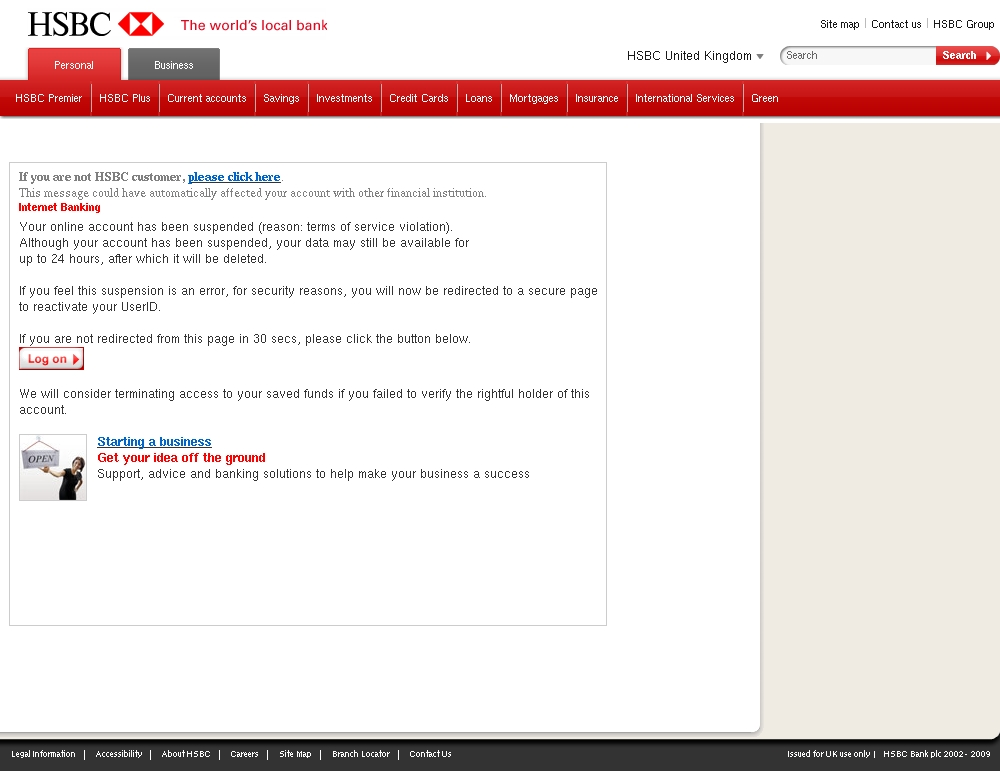 HSBC The world's local bank
Site map Contact us HSBC Group
Personal Business
HSBC United Kingdom Search Search
HSBC Premier HSBC Plus Current accounts Savings Investments Credit Cards Loans Mortgages Insurance International Services Green
If you are not HSBC customer, please click here.
This message could have automatically affected your account with other financial institution.
Internet Banking
Your online account has been suspended (reason: terms of service violation).
Although your account has been suspended, your data may still be available for
up to 24 hours, after which it will be deleted.
If you feel this suspension is an error, for security reasons, you will now be redirected to a secure page
to reactivate your UserID.
If you are not redirected from this page in 30 secs, please click the button below.
Log on
We will consider terminating access to your saved funds if you failed to verify the rightful holder of this
account.
OPEN
Starting a business
Get your idea off the ground
Support, advice and banking solutions to help make your business a success
Legal Information | Accessibility | About HSBC | Careers | Site Map | Branch Locator | Contact Us
Issued for UK use only | HSBC Bank plc 2002 - 2009